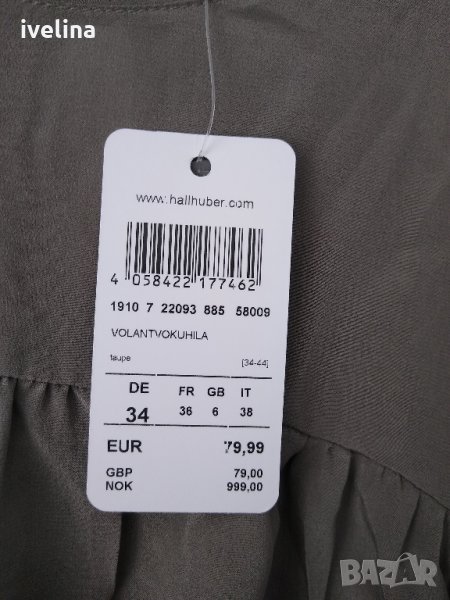 ivelina
www.hallhuber.com
4 058422 177462
1910 7 22093 885 58009
VOLANTVOKUHILA
taupe [34-44]
DE FR GB IT
34 36 6 38
EUR 79,99
GBP 79,00
NOK 999,00
BAZAR